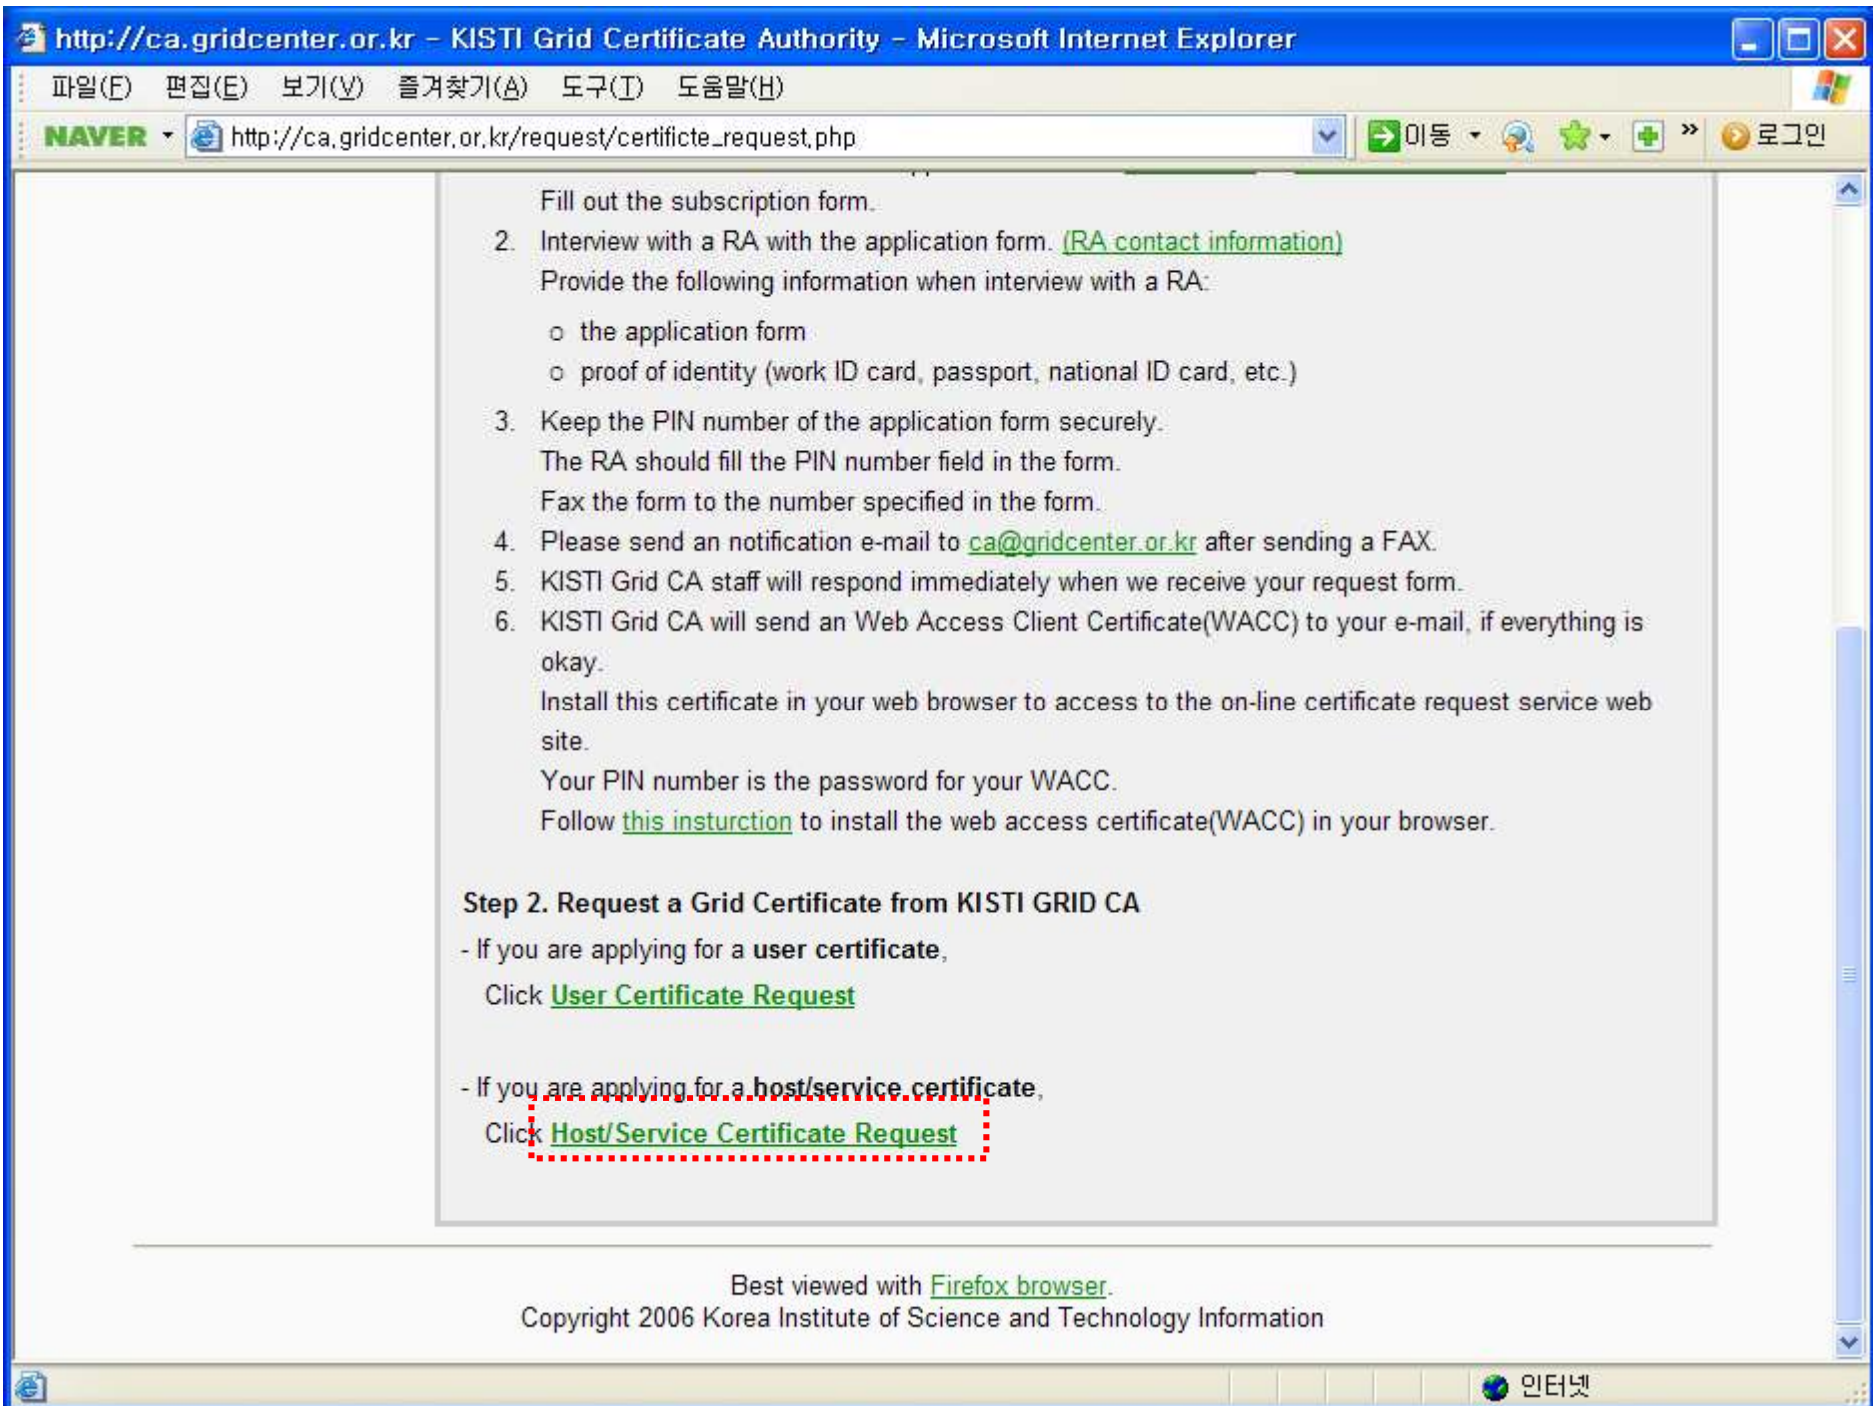 http://ca.gridcenter.or.kr - KISTI Grid Certificate Authority - Microsoft Internet Explorer
파일(F) 편집(E) 보기(V) 즐겨찾기(A) 도구(T) 도움말(H)
NAVER http://ca.gridcenter.or.kr/request/certificte_request.php 이동 » 로그인
Fill out the subscription form.
2. Interview with a RA with the application form. (RA contact information)
Provide the following information when interview with a RA:
o the application form
o proof of identity (work ID card, passport, national ID card, etc.)
3. Keep the PIN number of the application form securely.
The RA should fill the PIN number field in the form.
Fax the form to the number specified in the form.
4. Please send an notification e-mail to ca@gridcenter.or.kr after sending a FAX.
5. KISTI Grid CA staff will respond immediately when we receive your request form.
6. KISTI Grid CA will send an Web Access Client Certificate(WACC) to your e-mail, if everything is
okay.
Install this certificate in your web browser to access to the on-line certificate request service web
site.
Your PIN number is the password for your WACC.
Follow this insturction to install the web access certificate(WACC) in your browser.
Step 2. Request a Grid Certificate from KISTI GRID CA
- If you are applying for a user certificate,
Click User Certificate Request
- If you are applying for a host/service certificate,
Click Host/Service Certificate Request
Best viewed with Firefox browser.
Copyright 2006 Korea Institute of Science and Technology Information
인터넷